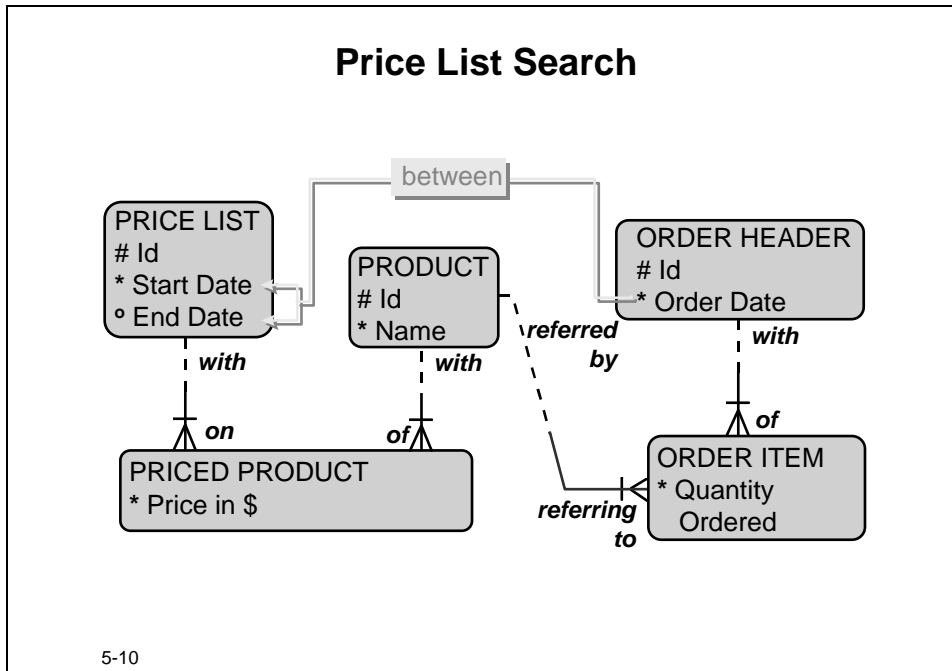 Price List Search
between
PRICE LIST
# Id
* Start Date
º End Date
PRODUCT
# Id
* Name
ORDER HEADER
# Id
* Order Date
with
with
referred
by
with
on
of
of
PRICED PRODUCT
* Price in $
ORDER ITEM
* Quantity
Ordered
referring
to
5-10